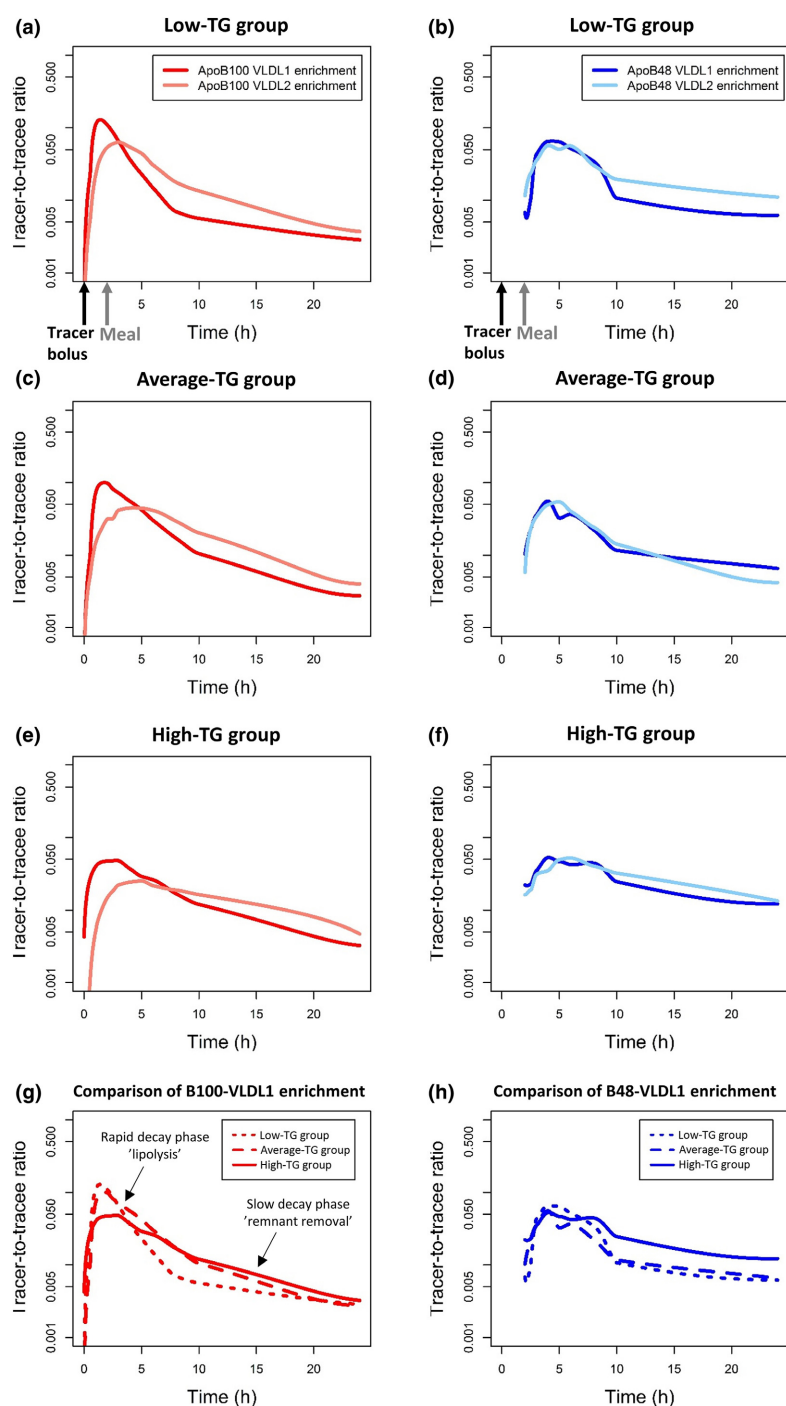 (a) Low-TG group
Tracer-to-tracee ratio
0.001 0.005 0.050 0.500
ApoB100 VLDL1 enrichment
ApoB100 VLDL2 enrichment
0 5 10 15 20
Time (h)
Tracer bolus
Meal
(b) Low-TG group
Tracer-to-tracee ratio
0.001 0.005 0.050 0.500
ApoB48 VLDL1 enrichment
ApoB48 VLDL2 enrichment
0 5 10 15 20
Time (h)
Tracer bolus
Meal
(c) Average-TG group
Tracer-to-tracee ratio
0.001 0.005 0.050 0.500
0 5 10 15 20
Time (h)
(d) Average-TG group
Tracer-to-tracee ratio
0.001 0.005 0.050 0.500
0 5 10 15 20
Time (h)
(e) High-TG group
Tracer-to-tracee ratio
0.001 0.005 0.050 0.500
0 5 10 15 20
Time (h)
(f) High-TG group
Tracer-to-tracee ratio
0.001 0.005 0.050 0.500
0 5 10 15 20
Time (h)
(g) Comparison of B100-VLDL1 enrichment
Tracer-to-tracee ratio
0.001 0.005 0.050 0.500
Rapid decay phase
'lipolysis'
Low-TG group
Average-TG group
High-TG group
Slow decay phase
'remnant removal'
0 5 10 15 20
Time (h)
(h) Comparison of B48-VLDL1 enrichment
Tracer-to-tracee ratio
0.001 0.005 0.050 0.500
Low-TG group
Average-TG group
High-TG group
0 5 10 15 20
Time (h)